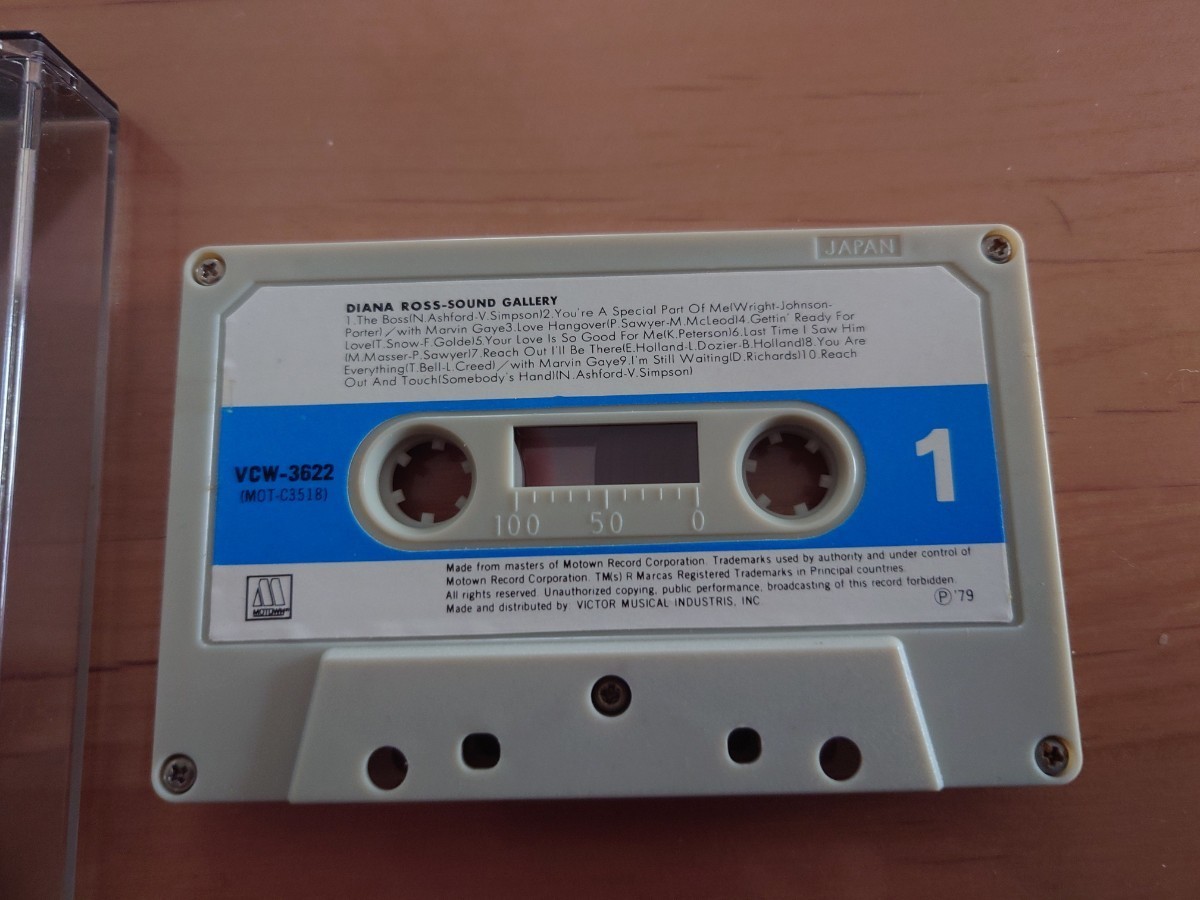 JAPAN
DIANA ROSS-SOUND GALLERY
1.The Boss(N.Ashford-V.Simpson)2.You're A Special Part Of Me(Wright-Johnson-
Porter)/with Marvin Gaye3.Love Hangover(P.Sawyer-M.McLeod)4.Gettin' Ready For
Love(T.Snow-F.Golde)5.Your Love Is So Good For Me(K.Peterson)6.Last Time I Saw Him
(M.Masser-P.Sawyer)7.Reach Out I'll Be There(E.Holland-L.Dozier-B.Holland)8.You Are
Everything(T.Bell-L.Creed)/with Marvin Gaye9.I'm Still Waiting(D.Richards)10.Reach
Out And Touch(Somebody's Hand)(N.Ashford-V.Simpson)
VCW-3622
(MOT-C3518)
1
100 50 0
Made from masters of Motown Record Corporation. Trademarks used by authority and under control of
Motown Record Corporation. TM(s) R Marcas Registered Trademarks in Principal countries.
All rights reserved. Unauthorized copying, public performance, broadcasting of this record forbidden.
Made and distributed by VICTOR MUSICAL INDUSTRIS, INC
Ⓟ '79
M
MOTOWN